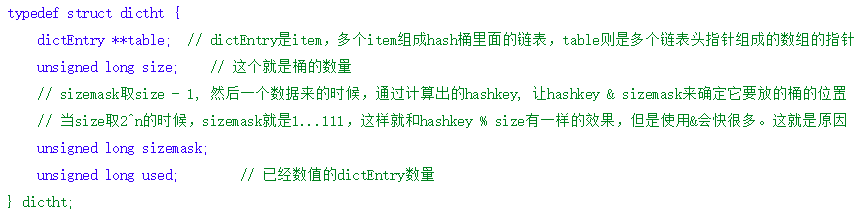 typedef struct dictht {
dictEntry **table;  // dictEntry是item，多个item组成hash桶里面的链表，table则是多个链表头指针组成的数组的指针
unsigned long size;    // 这个就是桶的数量
// sizemask取size - 1, 然后一个数据来的时候，通过计算出的hashkey, 让hashkey & sizemask来确定它要放的桶的位置
// 当size取2^n的时候，sizemask就是1...111，这样就和hashkey % size有一样的效果，但是使用&会快很多。这就是原因
unsigned long sizemask;
unsigned long used;        // 已经数值的dictEntry数量
} dictht;